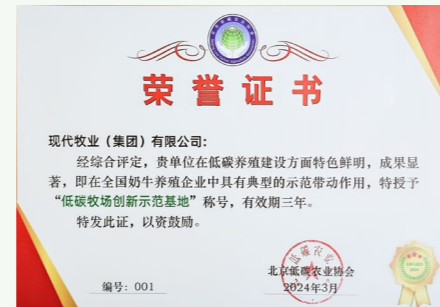 荣誉证书
现代牧业（集团）有限公司：
经综合评定，贵单位在低碳养殖建设方面特色鲜明，成果显
著，即在全国奶牛养殖企业中具有典型的示范带动作用，特授予
“低碳牧场创新示范基地”称号，有效期三年。
特发此证，以资鼓励。
北京低碳农业协会
编号：001
2024年3月